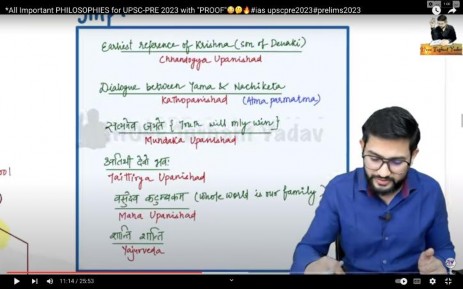 *All Important PHILOSOPHIES for UPSC-PRE 2023 with "PROOF"😳🤔🔥#ias upscpre2023#prelims2023
Earliest reference of Krishna (son of Devaki)
Chandogya Upanishad
Dialogue between Yama & Nachiketa
Kathopanishad (Atma parmatma)
सत्यमेव जयते { Truth will only win }
Mundaka Upanishad
अतिथी देवो भवः
Taittirya Upanishad
वसुधैव कुटुम्बकम (whole world is our family
Maha Upanishad
शान्ति शान्ति
Yajurveda
Yadav
11:14 / 25:53